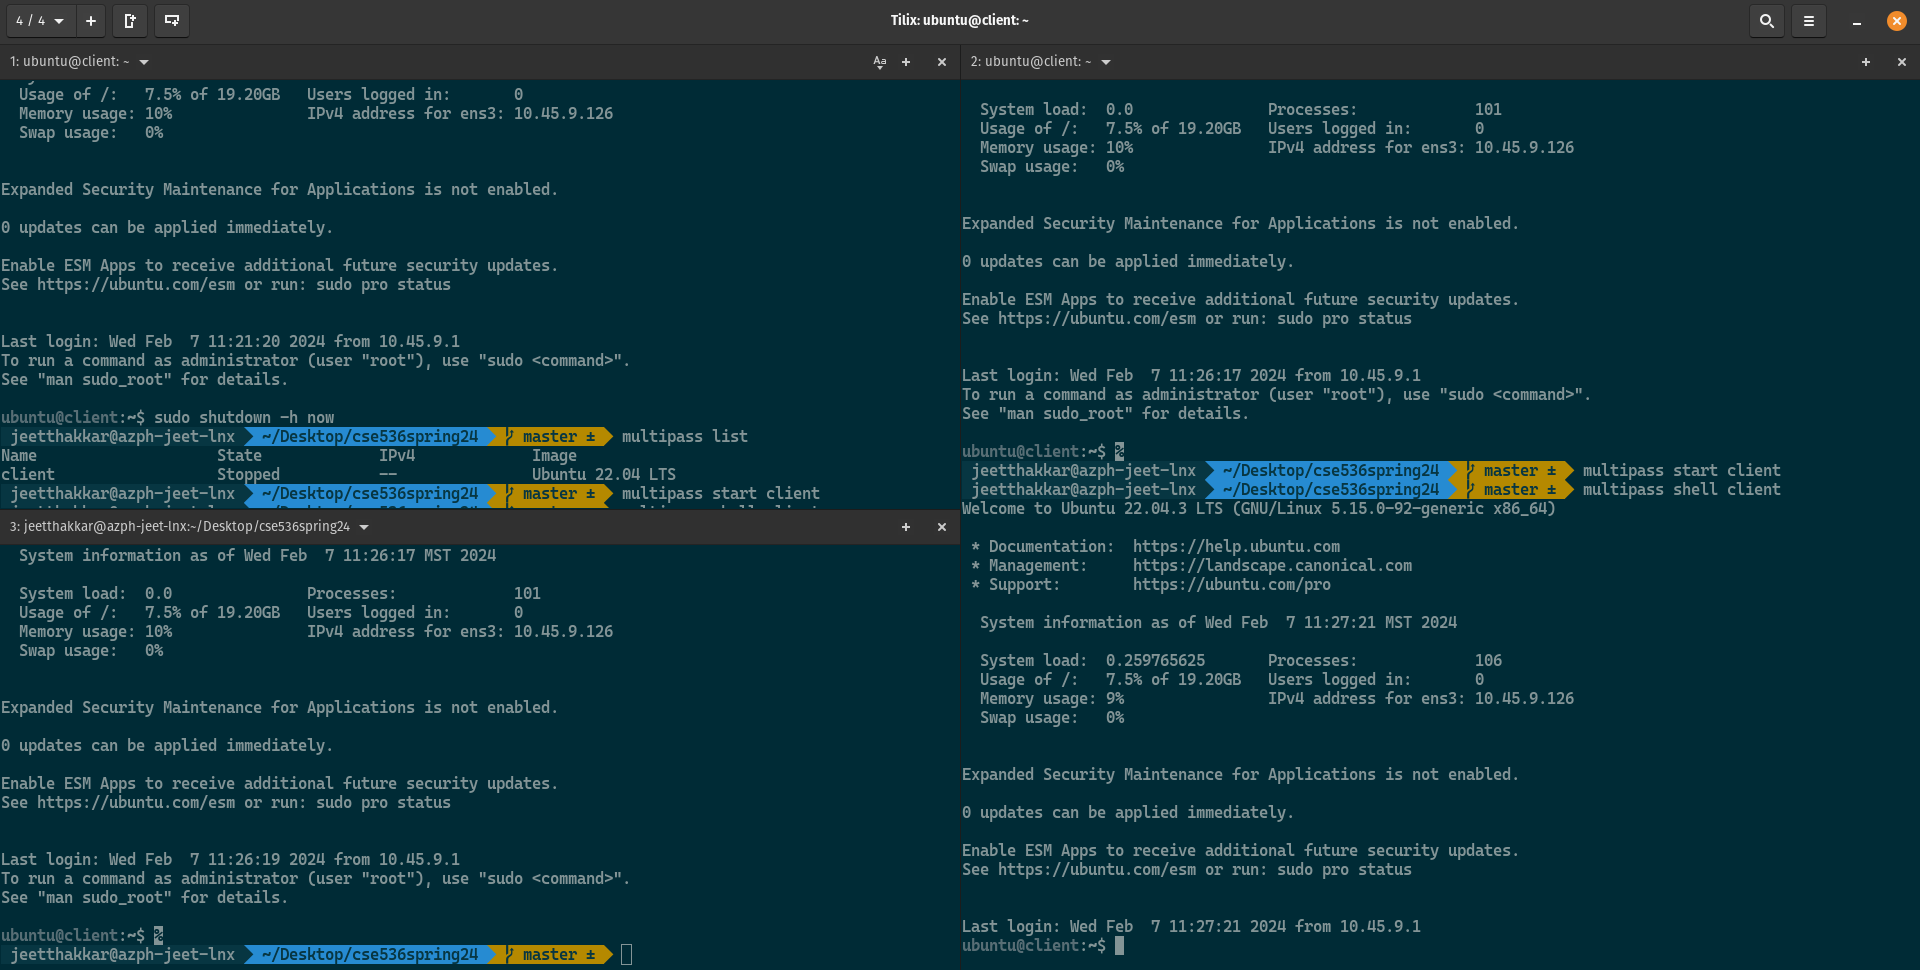 4 / 4
Tilix: ubuntu@client: ~
1: ubuntu@client: ~
Usage of /:   7.5% of 19.20GB   Users logged in:       0
Memory usage: 10%               IPv4 address for ens3: 10.45.9.126
Swap usage:   0%
Expanded Security Maintenance for Applications is not enabled.
0 updates can be applied immediately.
Enable ESM Apps to receive additional future security updates.
See https://ubuntu.com/esm or run: sudo pro status
Last login: Wed Feb  7 11:21:20 2024 from 10.45.9.1
To run a command as administrator (user "root"), use "sudo <command>".
See "man sudo_root" for details.
ubuntu@client:~$ sudo shutdown -h now
jeetthakkar@azph-jeet-lnx ~/Desktop/cse536spring24 master ± multipass list
Name                    State             IPv4             Image
client                  Stopped           --               Ubuntu 22.04 LTS
jeetthakkar@azph-jeet-lnx ~/Desktop/cse536spring24 master ± multipass start client
3: jeetthakkar@azph-jeet-lnx:~/Desktop/cse536spring24
System information as of Wed Feb  7 11:26:17 MST 2024
System load:  0.0               Processes:             101
Usage of /:   7.5% of 19.20GB   Users logged in:       0
Memory usage: 10%               IPv4 address for ens3: 10.45.9.126
Swap usage:   0%
Expanded Security Maintenance for Applications is not enabled.
0 updates can be applied immediately.
Enable ESM Apps to receive additional future security updates.
See https://ubuntu.com/esm or run: sudo pro status
Last login: Wed Feb  7 11:26:19 2024 from 10.45.9.1
To run a command as administrator (user "root"), use "sudo <command>".
See "man sudo_root" for details.
ubuntu@client:~$ %
jeetthakkar@azph-jeet-lnx ~/Desktop/cse536spring24 master ±
2: ubuntu@client: ~
System load:  0.0               Processes:             101
Usage of /:   7.5% of 19.20GB   Users logged in:       0
Memory usage: 10%               IPv4 address for ens3: 10.45.9.126
Swap usage:   0%
Expanded Security Maintenance for Applications is not enabled.
0 updates can be applied immediately.
Enable ESM Apps to receive additional future security updates.
See https://ubuntu.com/esm or run: sudo pro status
Last login: Wed Feb  7 11:26:17 2024 from 10.45.9.1
To run a command as administrator (user "root"), use "sudo <command>".
See "man sudo_root" for details.
ubuntu@client:~$ %
jeetthakkar@azph-jeet-lnx ~/Desktop/cse536spring24 master ± multipass start client
jeetthakkar@azph-jeet-lnx ~/Desktop/cse536spring24 master ± multipass shell client
Welcome to Ubuntu 22.04.3 LTS (GNU/Linux 5.15.0-92-generic x86_64)
* Documentation:  https://help.ubuntu.com
* Management:     https://landscape.canonical.com
* Support:        https://ubuntu.com/pro
System information as of Wed Feb  7 11:27:21 MST 2024
System load:  0.259765625       Processes:             106
Usage of /:   7.5% of 19.20GB   Users logged in:       0
Memory usage: 9%                IPv4 address for ens3: 10.45.9.126
Swap usage:   0%
Expanded Security Maintenance for Applications is not enabled.
0 updates can be applied immediately.
Enable ESM Apps to receive additional future security updates.
See https://ubuntu.com/esm or run: sudo pro status
Last login: Wed Feb  7 11:27:21 2024 from 10.45.9.1
ubuntu@client:~$